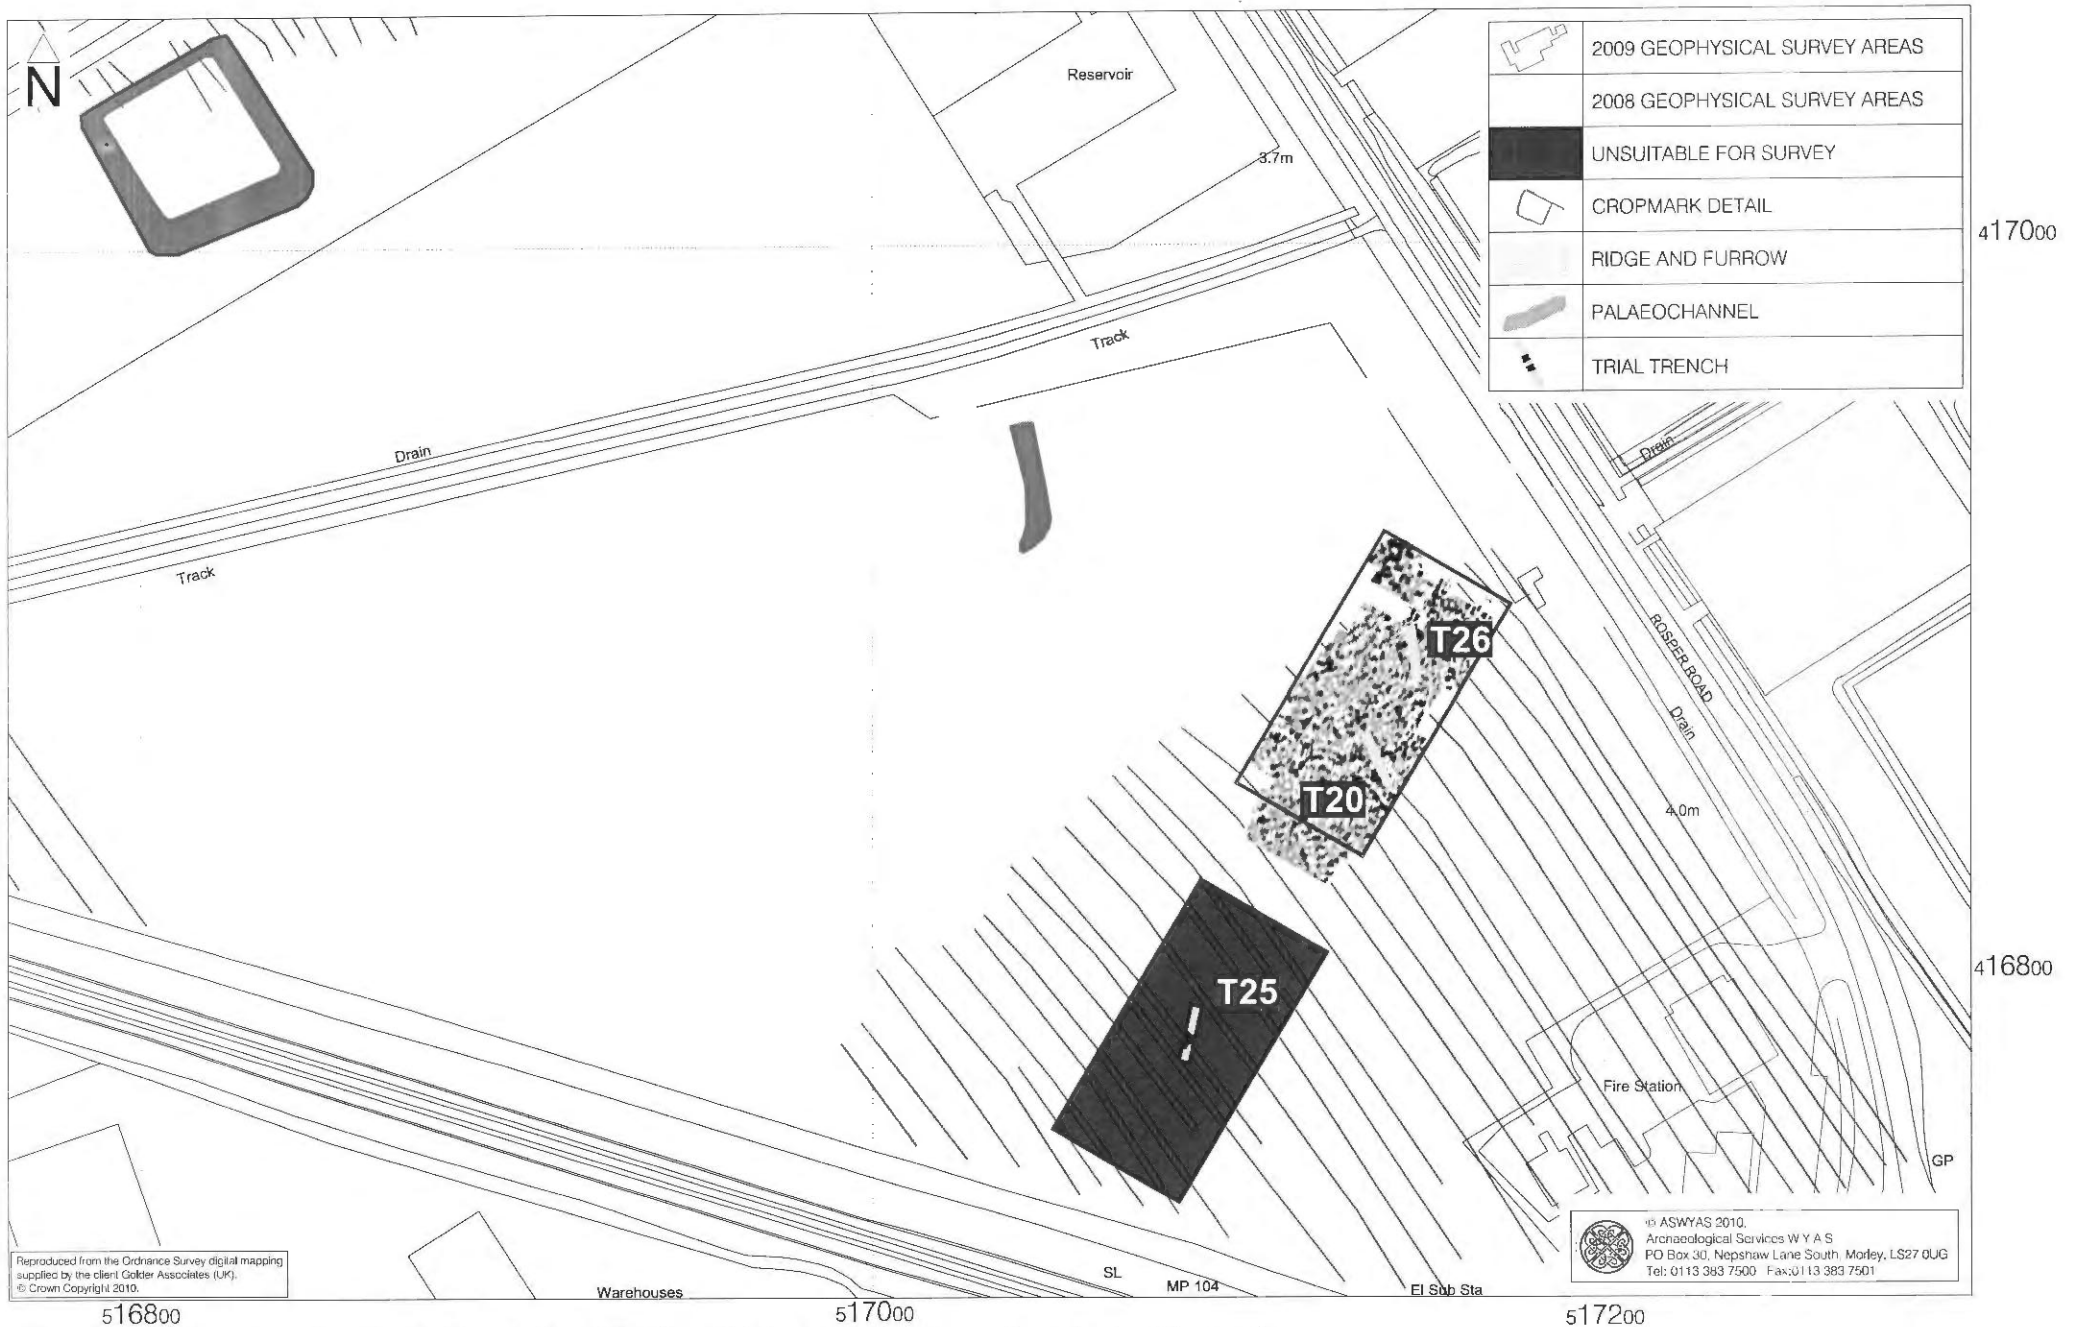 N
Reservoir
3.7m
2009 GEOPHYSICAL SURVEY AREAS
2008 GEOPHYSICAL SURVEY AREAS
UNSUITABLE FOR SURVEY
CROPMARK DETAIL
RIDGE AND FURROW
PALAEOCHANNEL
TRIAL TRENCH
417000
Track
Drain
Drain
Track
T26
ROSPER ROAD
Drain
T20
4.0m
416800
T25
Fire Station
GP
© ASWYAS 2010.
Archaeological Services W Y A S
PO Box 30, Nepshaw Lane South, Morley, LS27 0UG
Tel: 0113 383 7500 Fax: 0113 383 7501
Reproduced from the Ordnance Survey digital mapping
supplied by the client Golder Associates (UK).
© Crown Copyright 2010.
Warehouses
SL
MP 104
El Sub Sta
516800
517000
517200